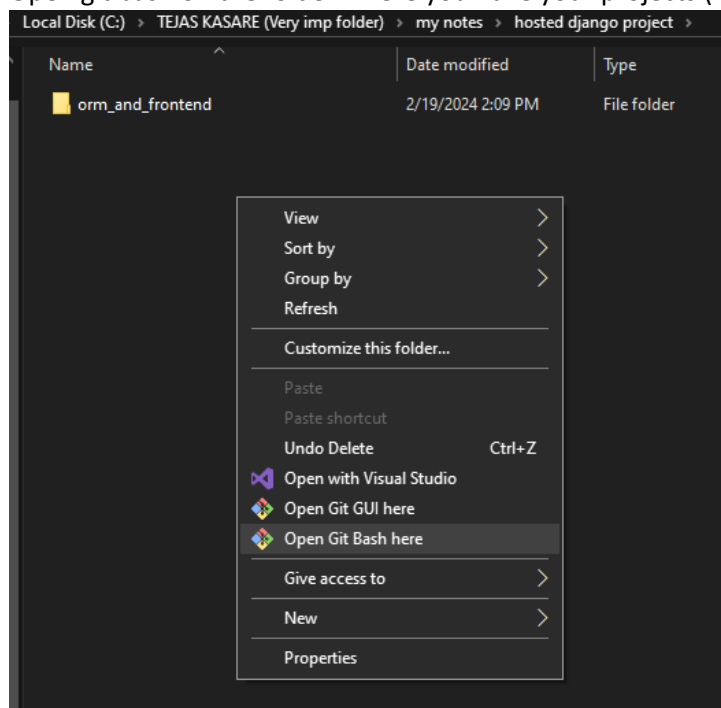 Local Disk (C:) > TEJAS KASARE (Very imp folder) > my notes > hosted django project >
Name Date modified Type
orm_and_frontend 2/19/2024 2:09 PM File folder
View >
Sort by >
Group by >
Refresh
Customize this folder...
Paste
Paste shortcut
Undo Delete Ctrl+Z
Open with Visual Studio
Open Git GUI here
Open Git Bash here
Give access to >
New >
Properties